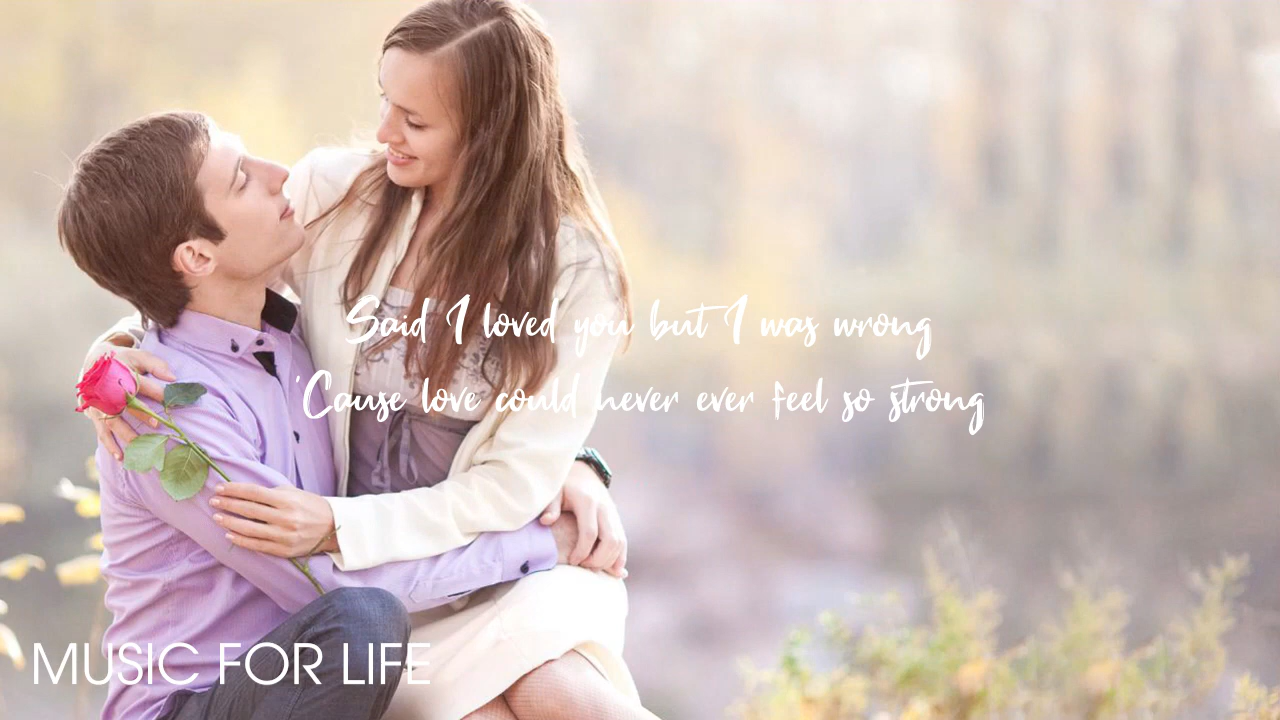 Said I loved you but I was wrong
'Cause love could never ever feel so strong
MUSIC FOR LIFE